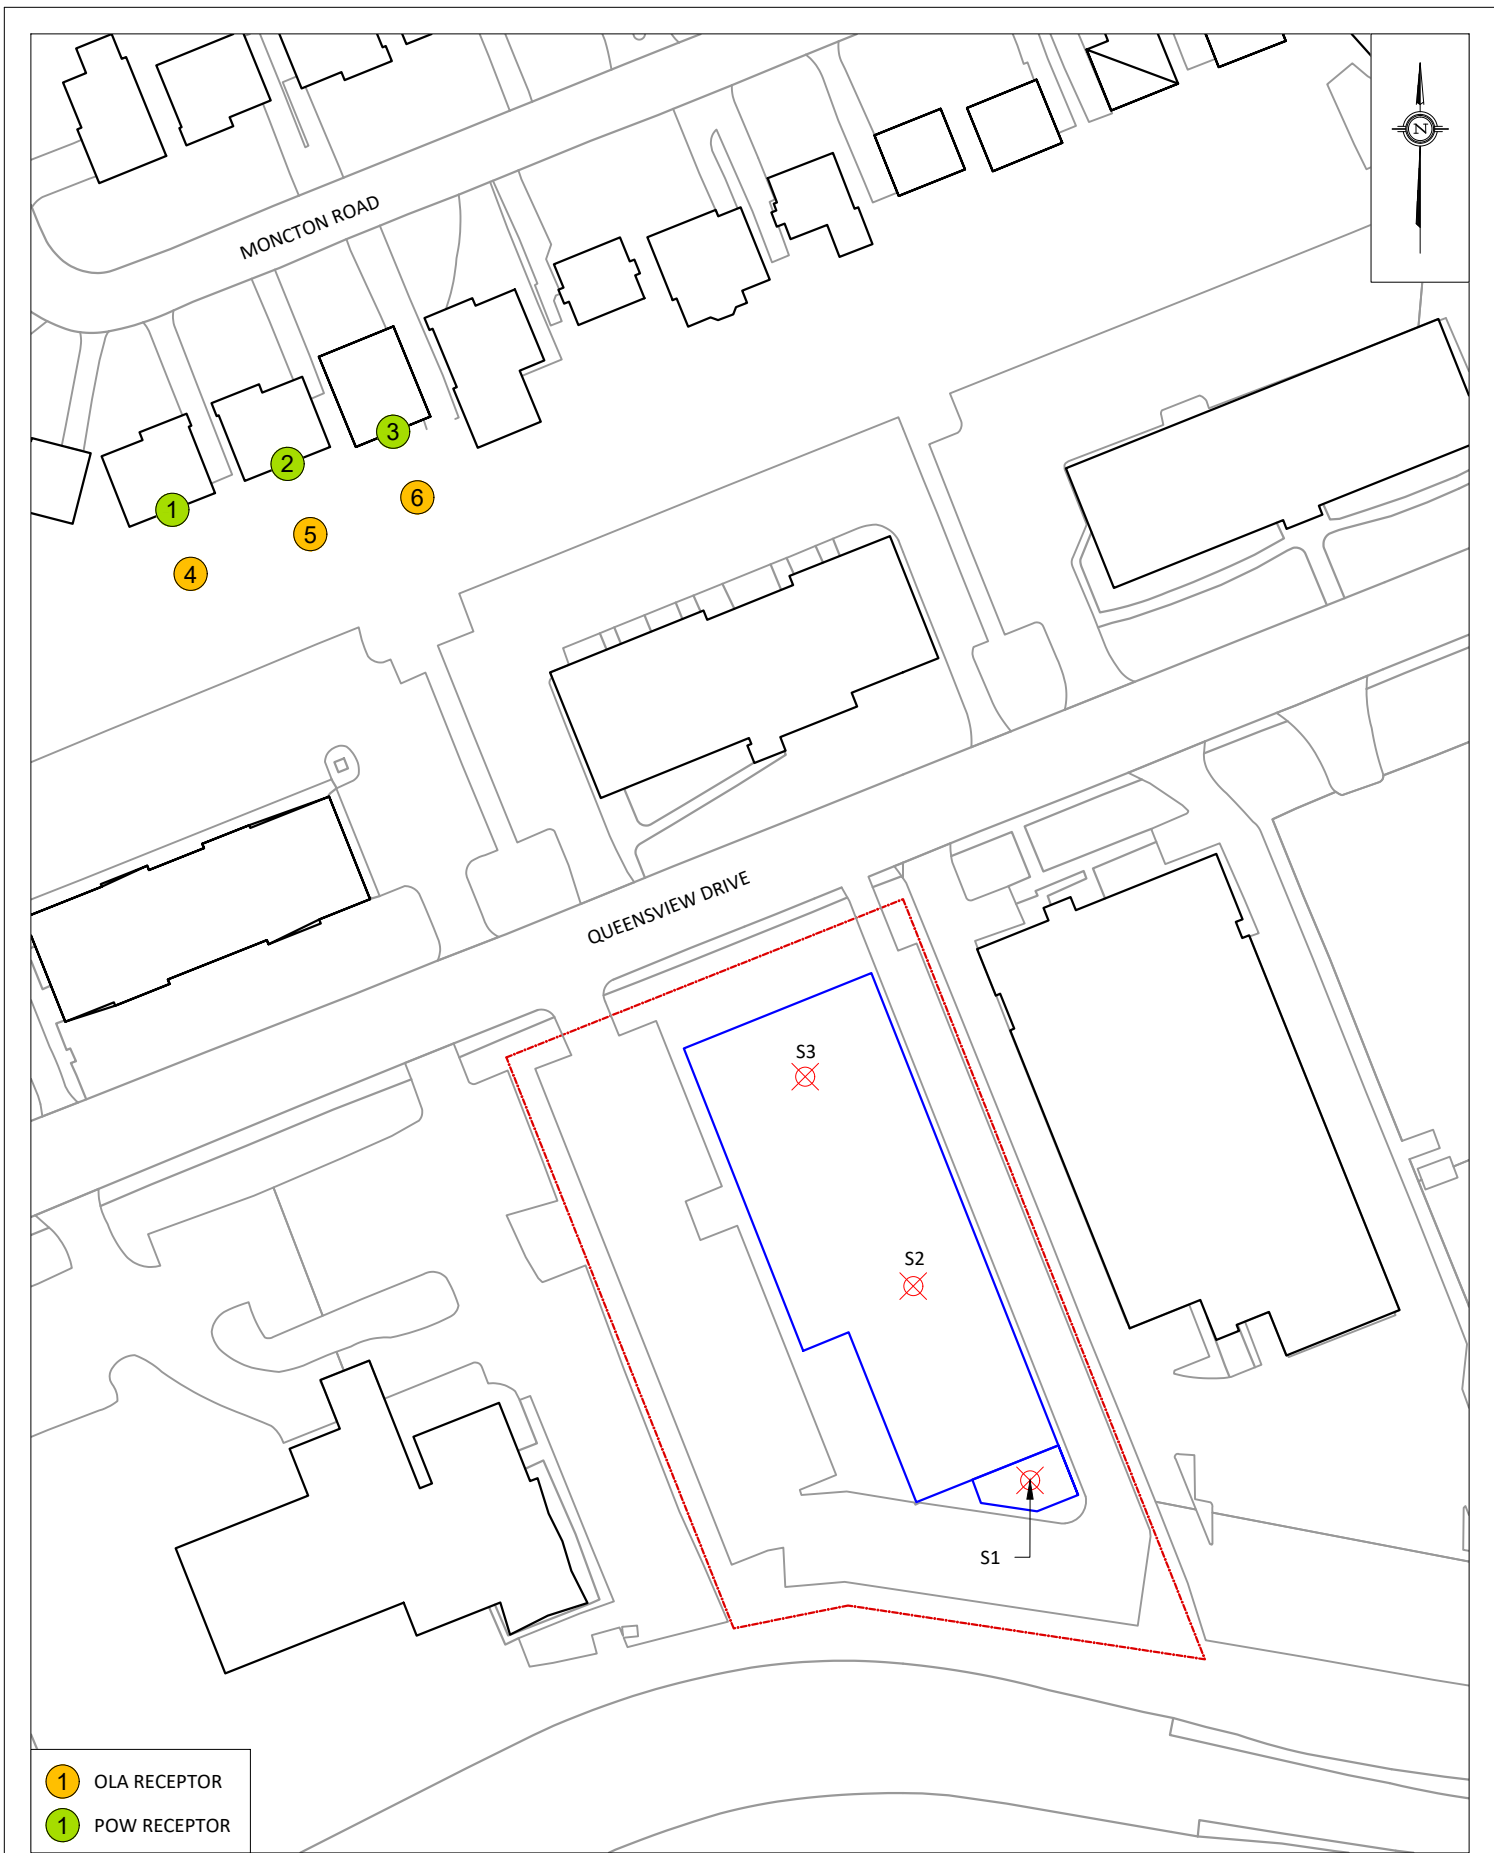 N
MONCTON ROAD
3
2
6
1
5
4
QUEENSVIEW DRIVE
S3
S2
S1
1 OLA RECEPTOR
1 POW RECEPTOR